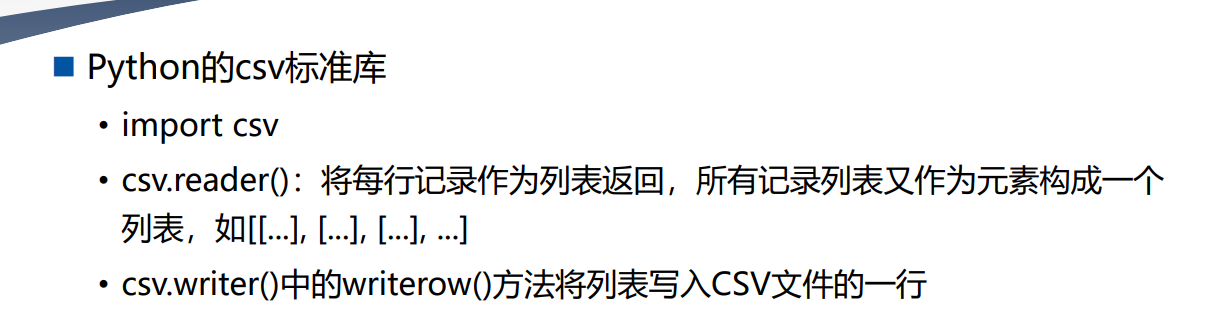 Python的csv标准库
• import csv
• csv.reader()：将每行记录作为列表返回，所有记录列表又作为元素构成一个
列表，如[[...], [...], [...], ...]
• csv.writer()中的writerow()方法将列表写入CSV文件的一行